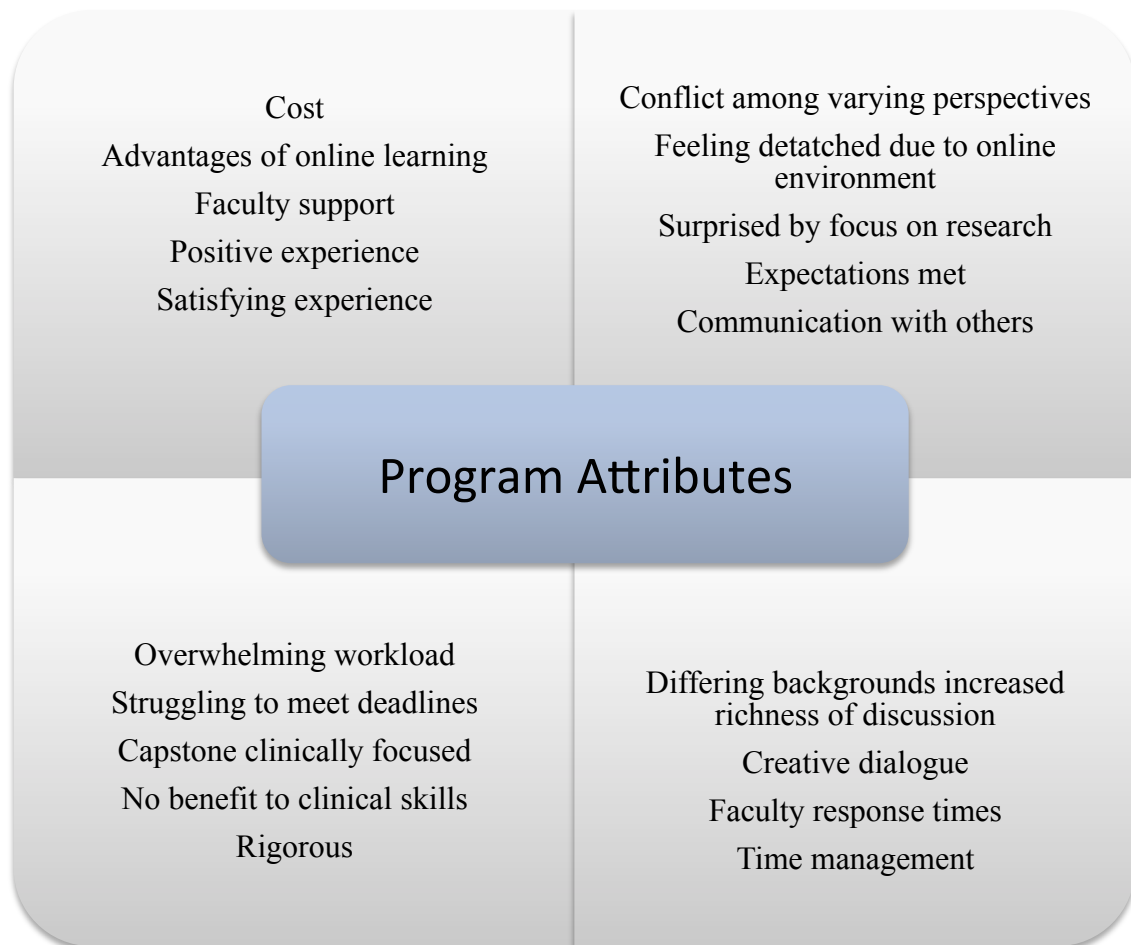 Cost
Advantages of online learning
Faculty support
Positive experience
Satisfying experience
Conflict among varying perspectives
Feeling detatched due to online
environment
Surprised by focus on research
Expectations met
Communication with others
Program Attributes
Overwhelming workload
Struggling to meet deadlines
Capstone clinically focused
No benefit to clinical skills
Rigorous
Differing backgrounds increased
richness of discussion
Creative dialogue
Faculty response times
Time management